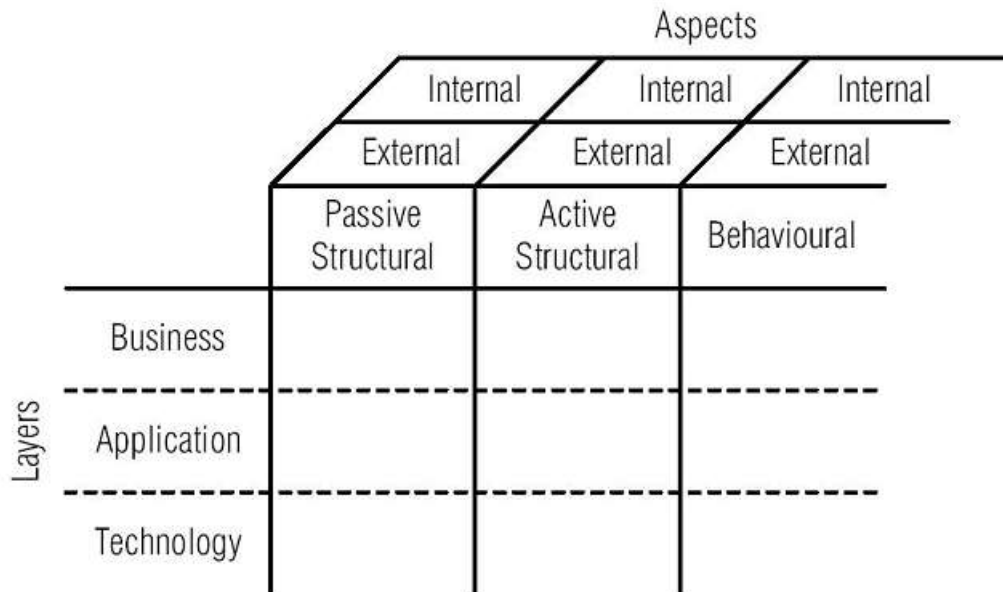 Aspects
Internal Internal Internal
External External External
Passive Structural
Active Structural
Behavioural
Business
Application
Technology
Layers